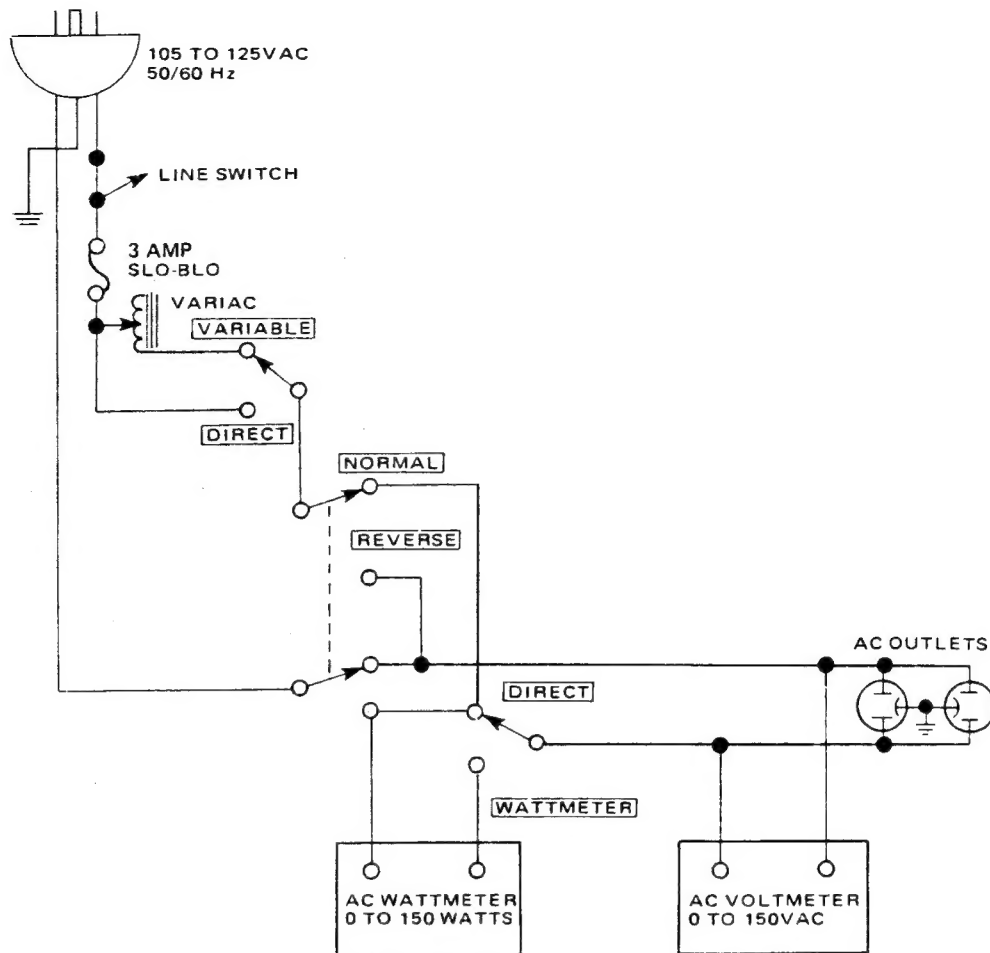 105 TO 125VAC
50/60 Hz
LINE SWITCH
3 AMP
SLO-BLO
VARIAC
VARIABLE
DIRECT
NORMAL
REVERSE
AC OUTLETS
DIRECT
WATTMETER
AC WATTMETER
0 TO 150 WATTS
AC VOLTMETER
0 TO 150VAC